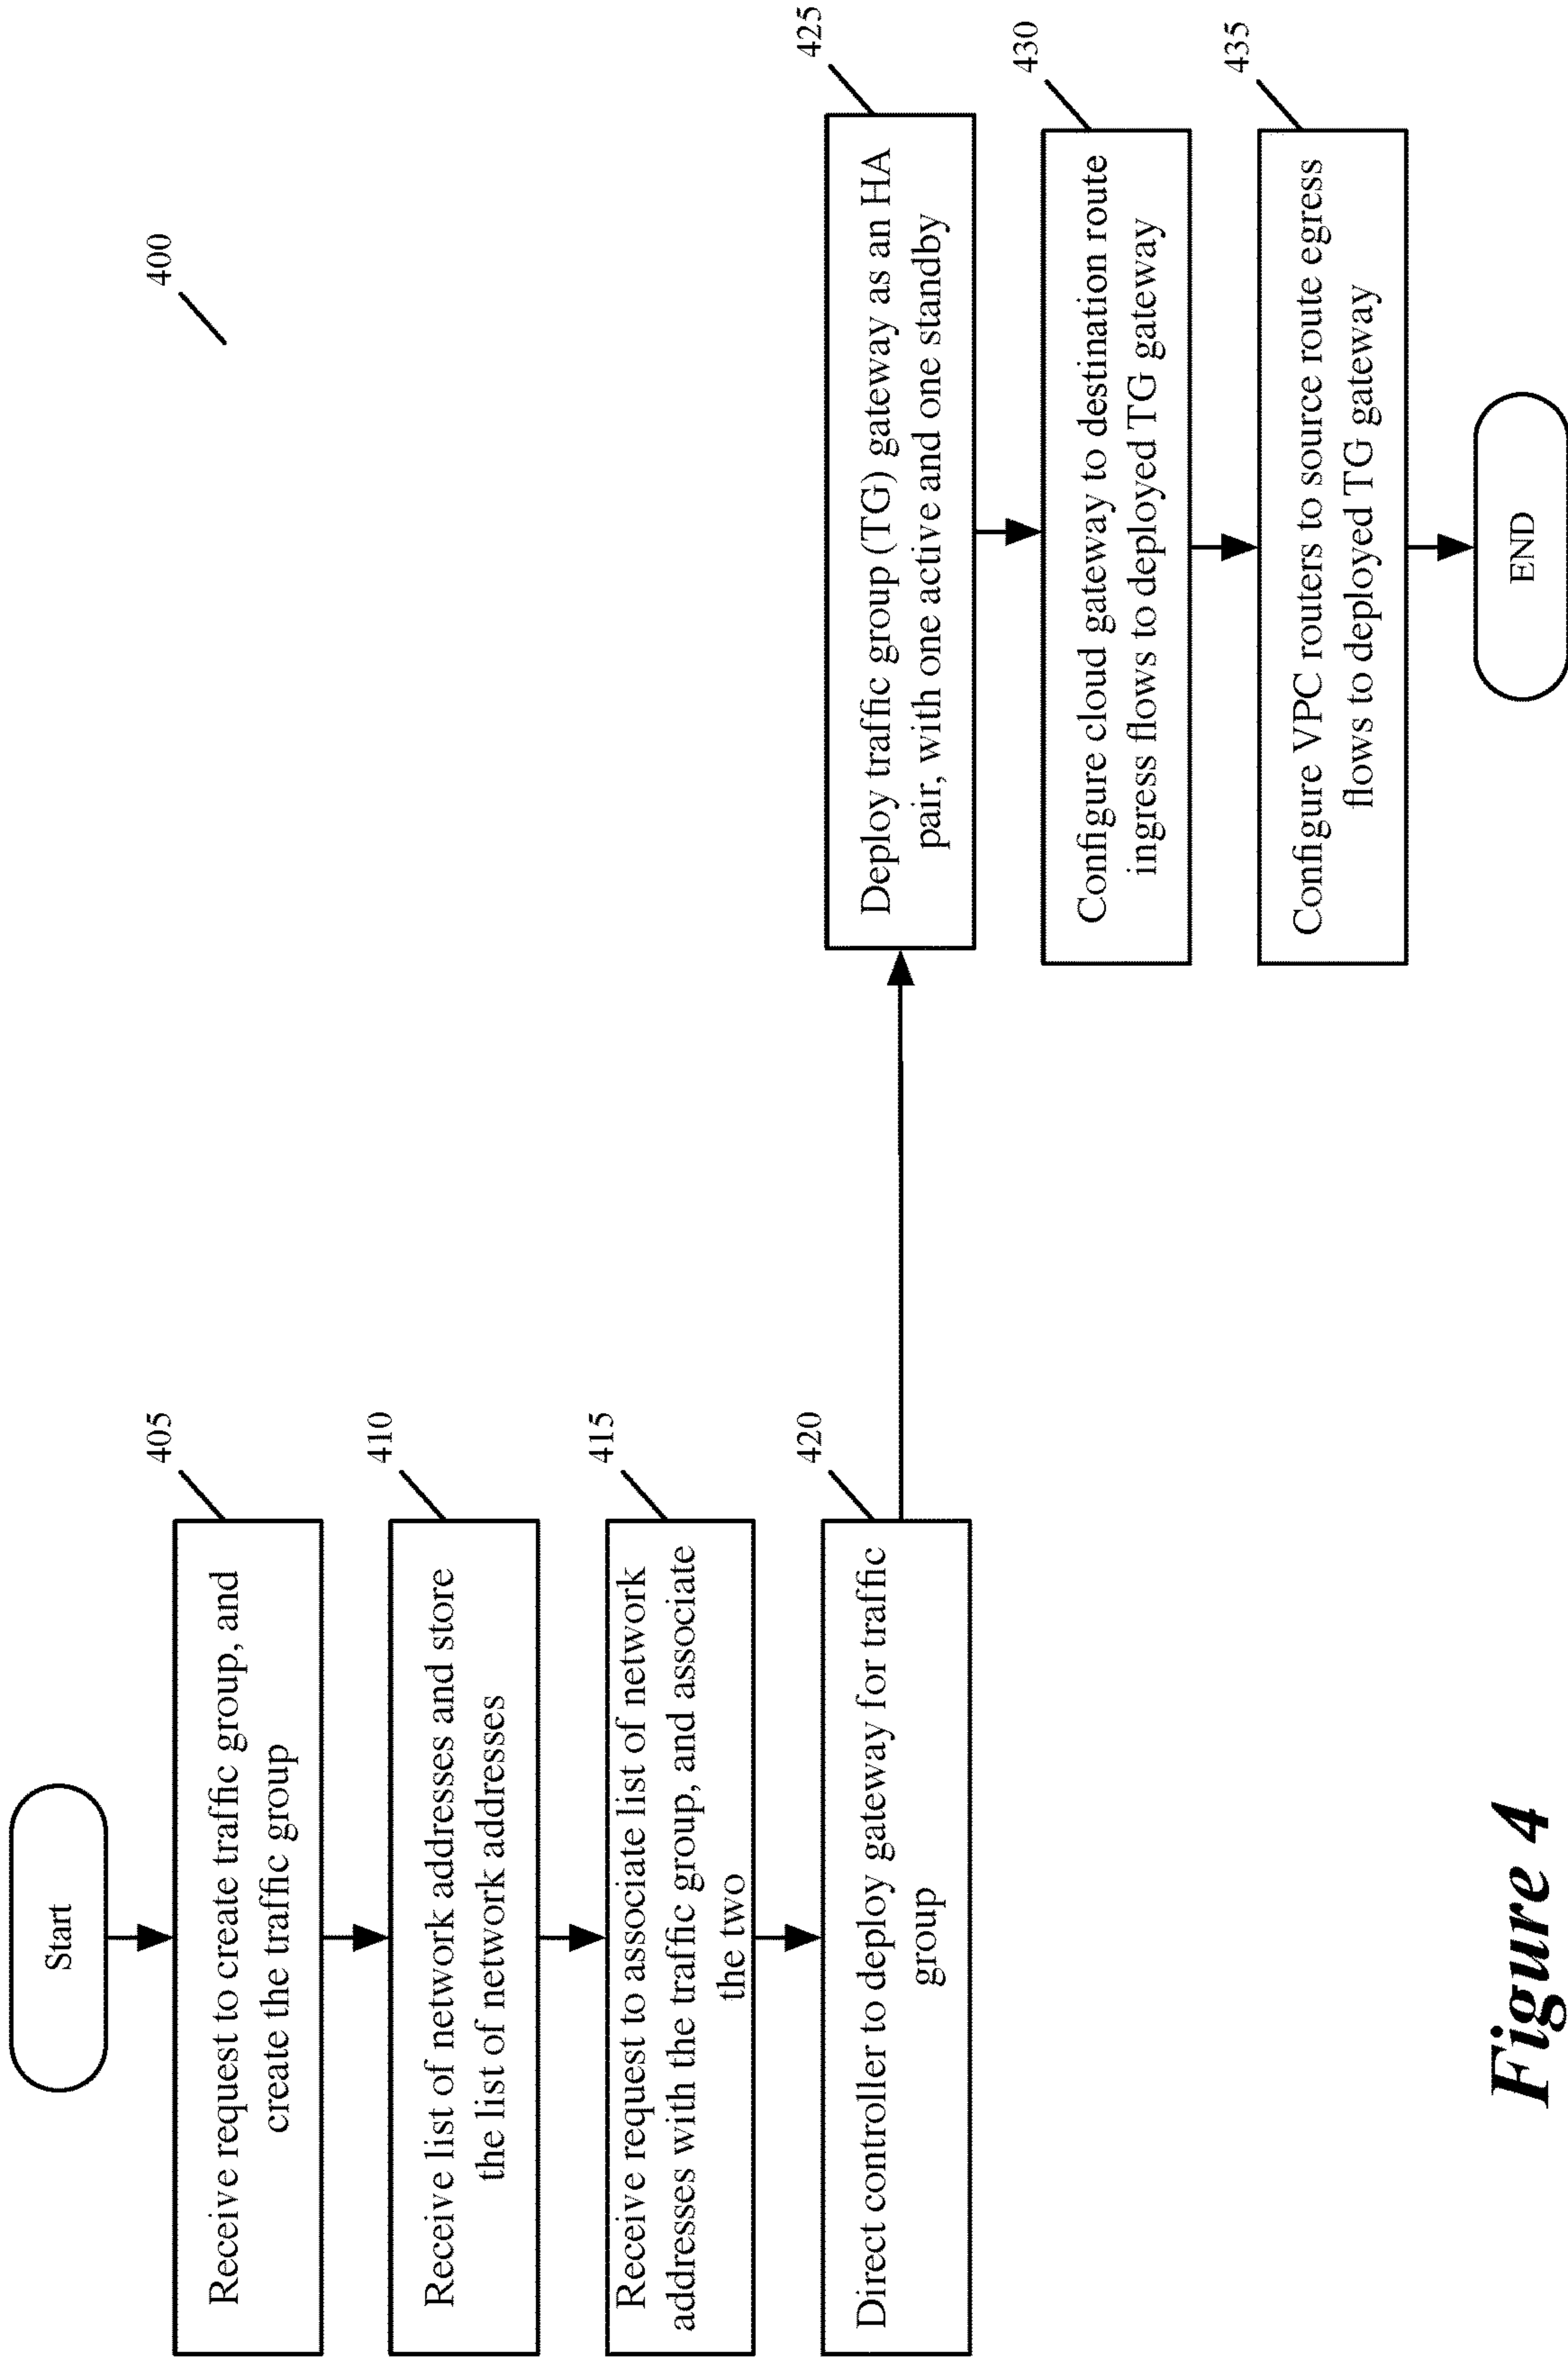 400
Start
405
Receive request to create traffic group, and
create the traffic group
410
Receive list of network addresses and store
the list of network addresses
415
Receive request to associate list of network
addresses with the traffic group, and associate
the two
420
Direct controller to deploy gateway for traffic
group
425
Deploy traffic group (TG) gateway as an HA
pair, with one active and one standby
430
Configure cloud gateway to destination route
ingress flows to deployed TG gateway
435
Configure VPC routers to source route egress
flows to deployed TG gateway
END
Figure 4